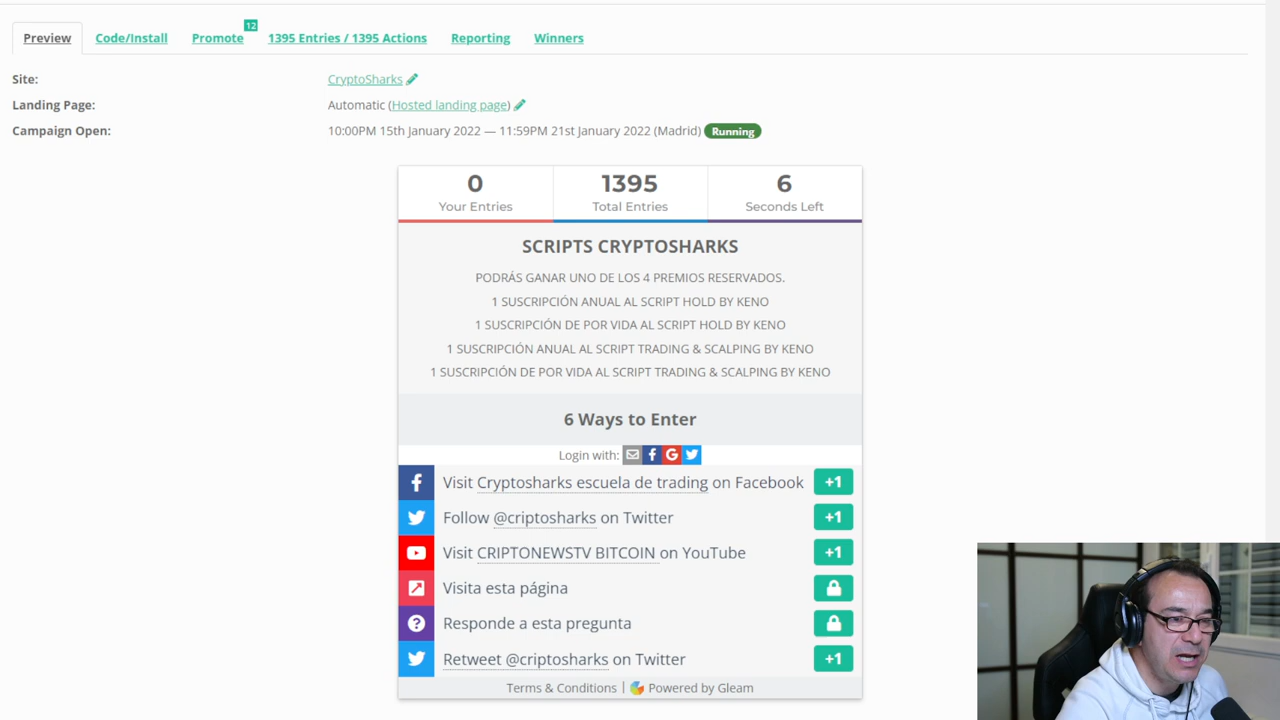 12
Preview Code/Install Promote 1395 Entries / 1395 Actions Reporting Winners
Site: CryptoSharks
Landing Page: Automatic (Hosted landing page)
Campaign Open: 10:00PM 15th January 2022 — 11:59PM 21st January 2022 (Madrid) Running
0 1395 6
Your Entries Total Entries Seconds Left
SCRIPTS CRYPTOSHARKS
PODRÁS GANAR UNO DE LOS 4 PREMIOS RESERVADOS.
1 SUSCRIPCIÓN ANUAL AL SCRIPT HOLD BY KENO
1 SUSCRIPCIÓN DE POR VIDA AL SCRIPT HOLD BY KENO
1 SUSCRIPCIÓN ANUAL AL SCRIPT TRADING & SCALPING BY KENO
1 SUSCRIPCIÓN DE POR VIDA AL SCRIPT TRADING & SCALPING BY KENO
6 Ways to Enter
Login with:
Visit Cryptosharks escuela de trading on Facebook +1
Follow @criptosharks on Twitter +1
Visit CRIPTONEWSTV BITCOIN on YouTube +1
Visita esta página
Responde a esta pregunta
Retweet @criptosharks on Twitter +1
Terms & Conditions | Powered by Gleam